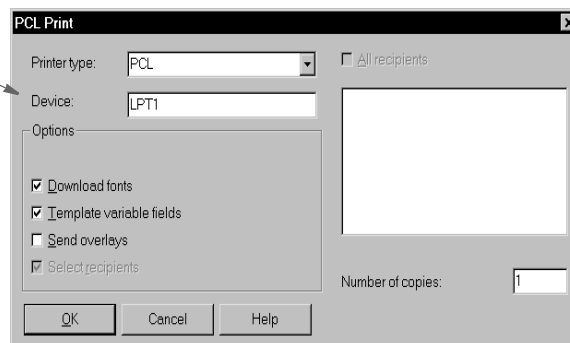 PCL Print
Printer type:
PCL
All recipients
Device:
LPT1
Options
Download fonts
Template variable fields
Send overlays
Select recipients
Number of copies:
1
OK
Cancel
Help